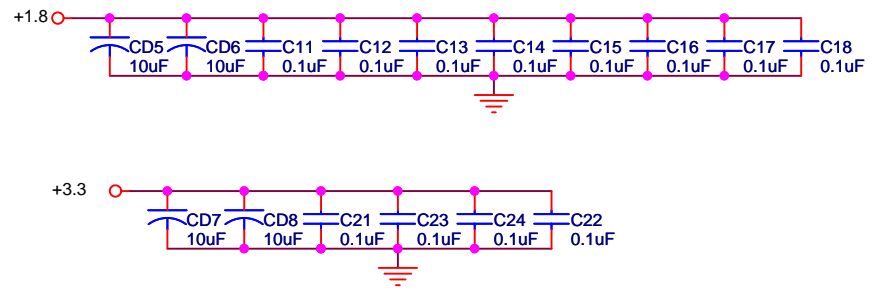 +1.8
CD5 CD6 C11 C12 C13 C14 C15 C16 C17 C18
10uF 10uF 0.1uF 0.1uF 0.1uF 0.1uF 0.1uF 0.1uF 0.1uF 0.1uF
+3.3
CD7 CD8 C21 C23 C24 C22
10uF 10uF 0.1uF 0.1uF 0.1uF 0.1uF